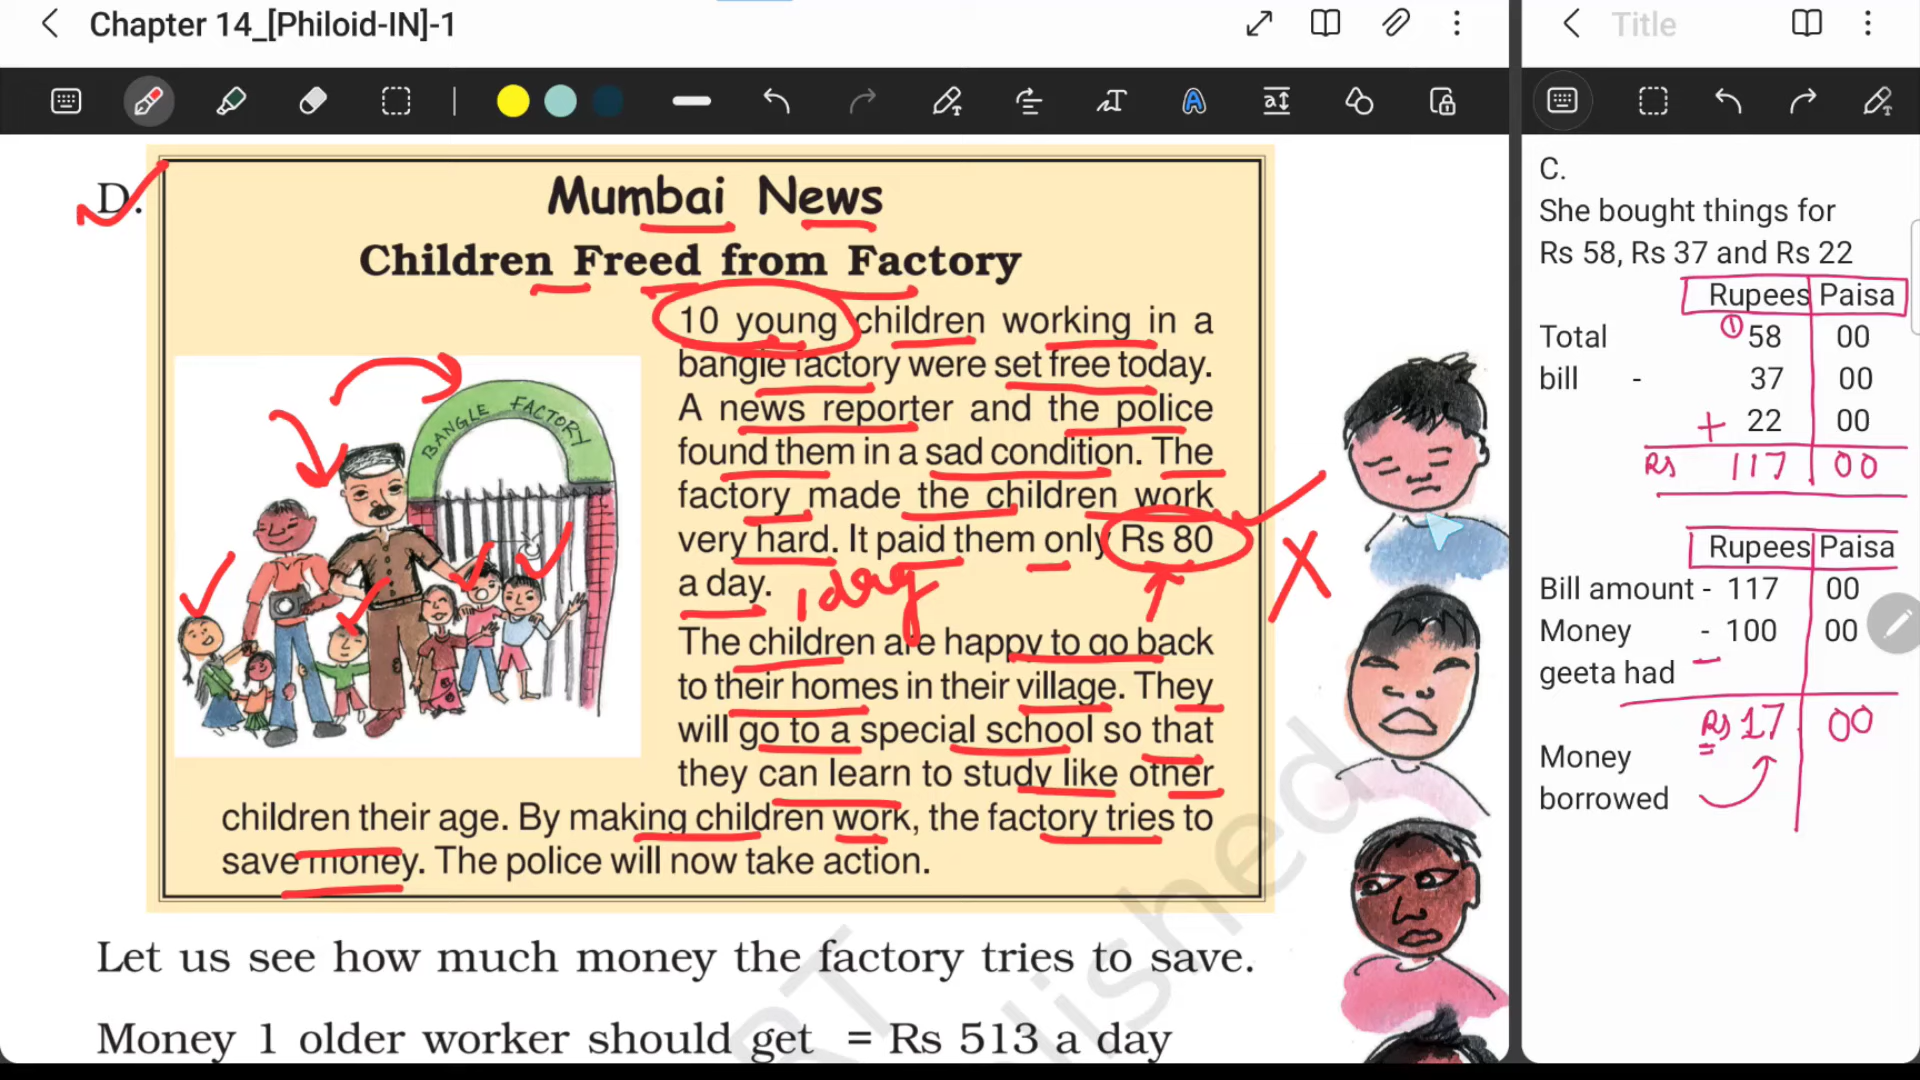 Chapter 14_[Philoid-IN]-1
Title
D.
Mumbai News
Children Freed from Factory
10 young children working in a
bangle factory were set free today.
A news reporter and the police
found them in a sad condition. The
factory made the children work
very hard. It paid them only Rs 80
a day. 1 day
The children are happy to go back
to their homes in their village. They
will go to a special school so that
they can learn to study like other
children their age. By making children work, the factory tries to
save money. The police will now take action.
BANGLE FACTORY
X
Let us see how much money the factory tries to save.
Money 1 older worker should get = Rs 513 a day
C.
She bought things for
Rs 58, Rs 37 and Rs 22
Rupees Paisa
1
Total 58 00
bill - 37 00
+ 22 00
Rs 117 00
Rupees Paisa
Bill amount - 117 00
Money - 100 00
geeta had -
Rs 17 00
Money
borrowed